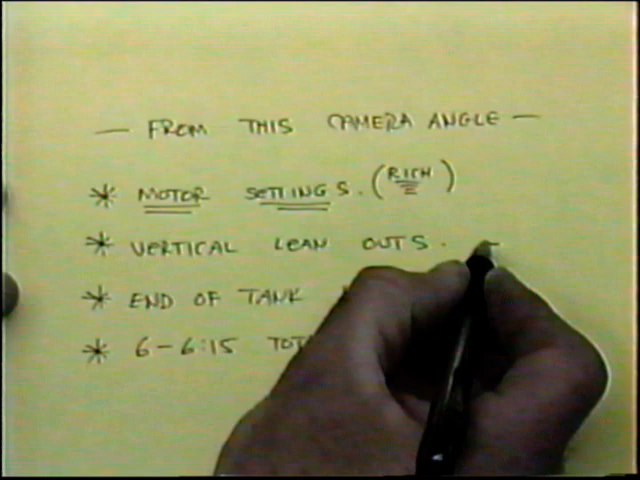 — FROM THIS CAMERA ANGLE —
* MOTOR SETTINGS. (RICH)
* VERTICAL LEAN OUTS. -
* END OF TANK
* 6-6:15